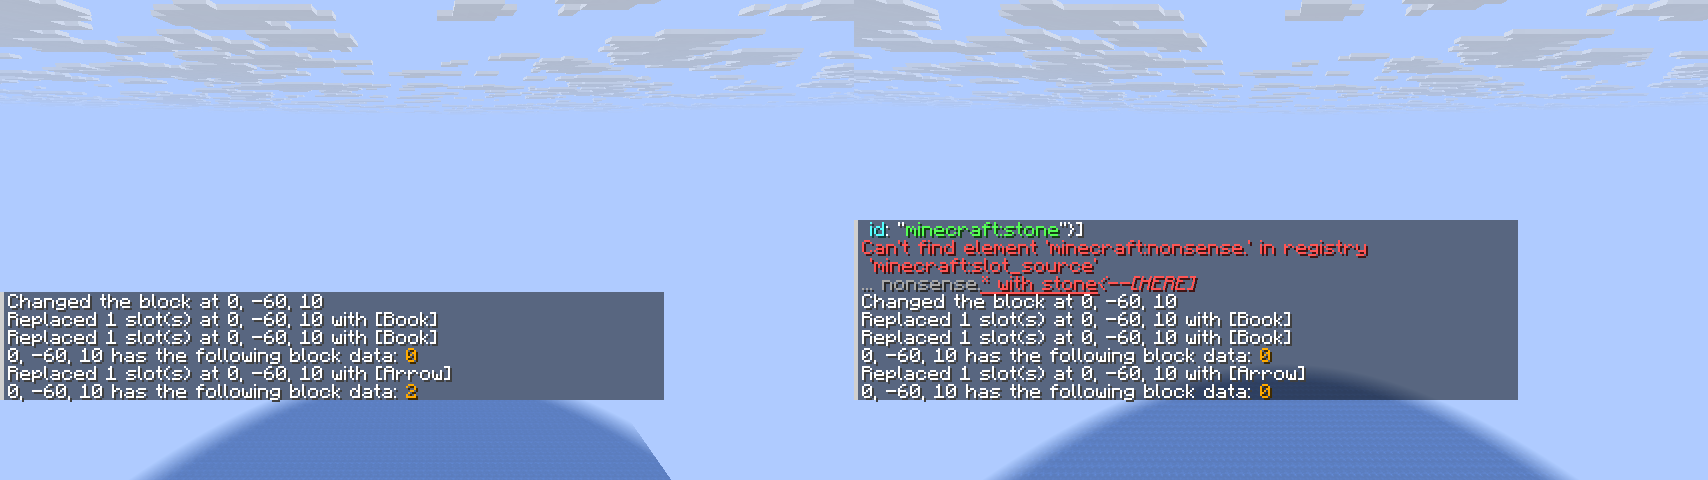 Changed the block at 0, -60, 10
Replaced 1 slot(s) at 0, -60, 10 with [Book]
Replaced 1 slot(s) at 0, -60, 10 with [Book]
0, -60, 10 has the following block data: 0
Replaced 1 slot(s) at 0, -60, 10 with [Arrow]
0, -60, 10 has the following block data: 2
id: "minecraft:stone"}]
Can't find element 'minecraft:nonsense.' in registry
'minecraft:slot_source'
... nonsense.* with stone<--[HERE]
Changed the block at 0, -60, 10
Replaced 1 slot(s) at 0, -60, 10 with [Book]
Replaced 1 slot(s) at 0, -60, 10 with [Book]
0, -60, 10 has the following block data: 0
Replaced 1 slot(s) at 0, -60, 10 with [Arrow]
0, -60, 10 has the following block data: 0